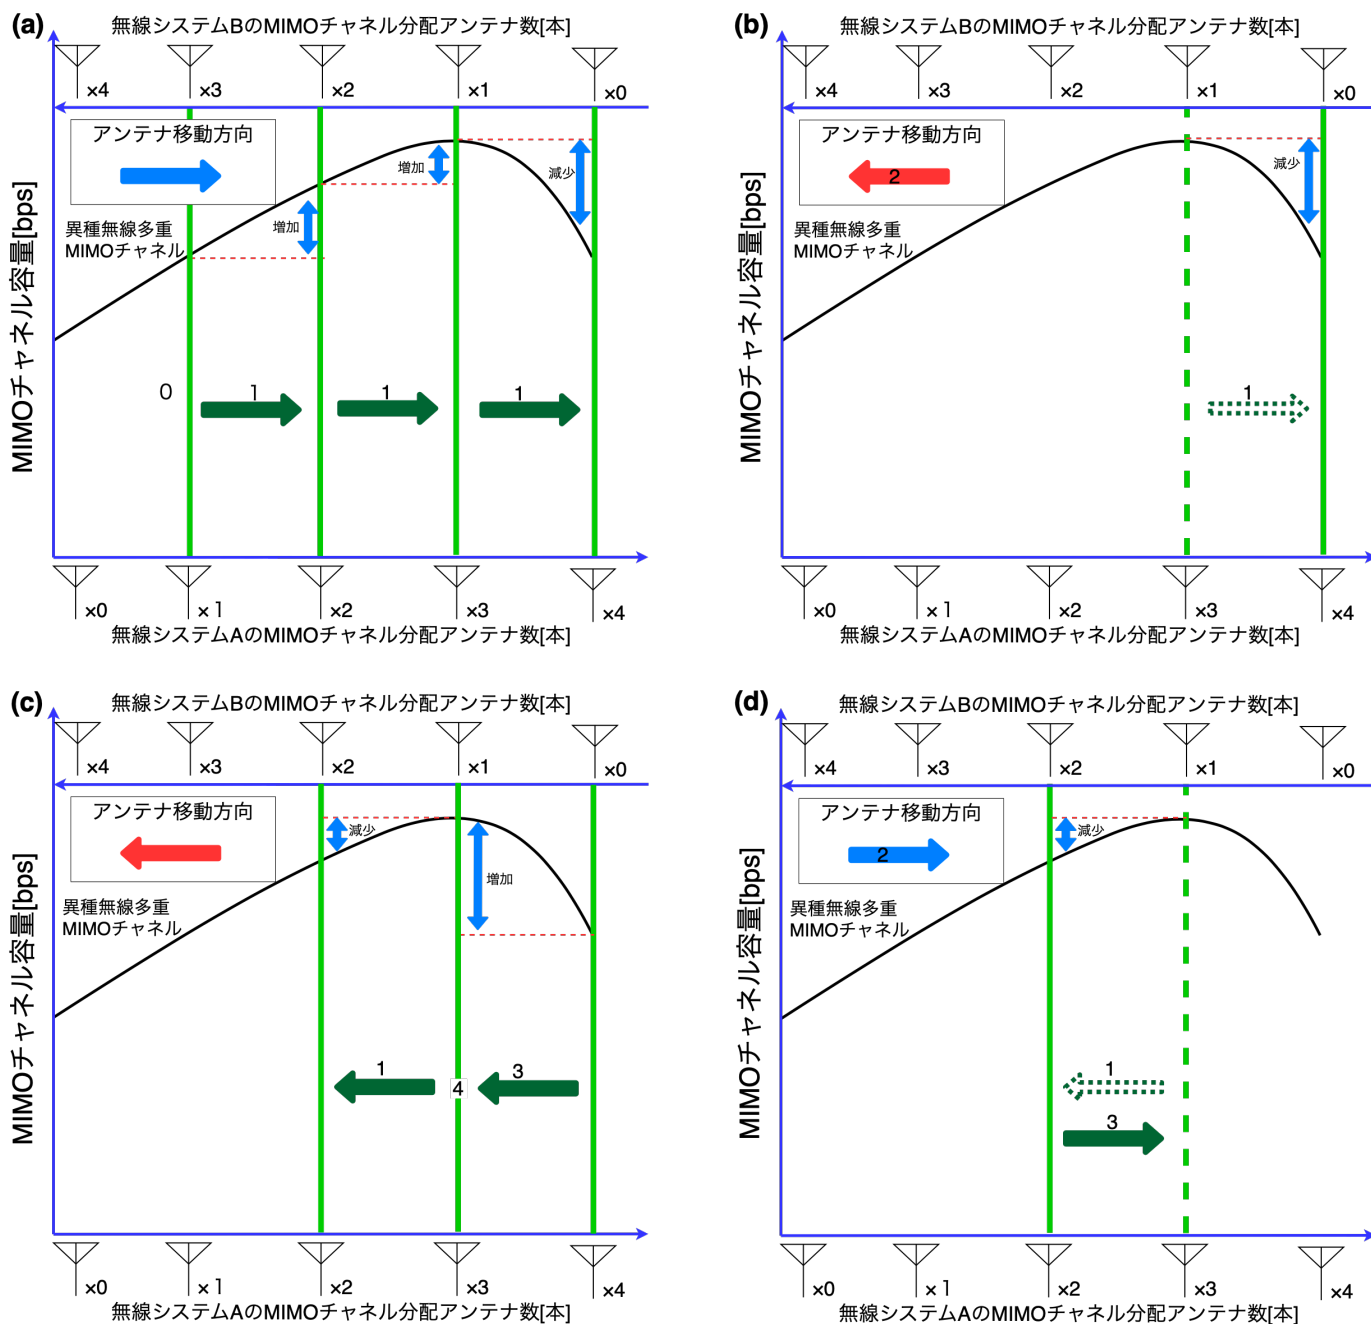 (a)
無線システムBのMIMOチャネル分配アンテナ数[本]
×4 ×3 ×2 ×1 ×0
アンテナ移動方向
増加
減少
増加
異種無線多重
MIMOチャネル
MIMOチャネル容量[bps]
0 1 1 1
×0 ×1 ×2 ×3 ×4
無線システムAのMIMOチャネル分配アンテナ数[本]
(b)
無線システムBのMIMOチャネル分配アンテナ数[本]
×4 ×3 ×2 ×1 ×0
アンテナ移動方向
2
減少
異種無線多重
MIMOチャネル
MIMOチャネル容量[bps]
1
×0 ×1 ×2 ×3 ×4
無線システムAのMIMOチャネル分配アンテナ数[本]
(c)
無線システムBのMIMOチャネル分配アンテナ数[本]
×4 ×3 ×2 ×1 ×0
アンテナ移動方向
減少
増加
異種無線多重
MIMOチャネル
MIMOチャネル容量[bps]
1 4 3
×0 ×1 ×2 ×3 ×4
無線システムAのMIMOチャネル分配アンテナ数[本]
(d)
無線システムBのMIMOチャネル分配アンテナ数[本]
×4 ×3 ×2 ×1 ×0
アンテナ移動方向
2
減少
異種無線多重
MIMOチャネル
MIMOチャネル容量[bps]
1
3
×0 ×1 ×2 ×3 ×4
無線システムAのMIMOチャネル分配アンテナ数[本]